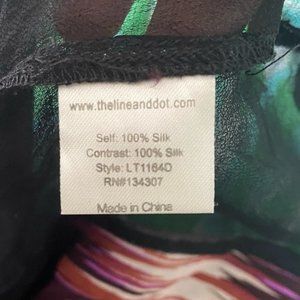 www.thelineanddot.com
Self: 100% Silk
Contrast: 100% Silk
Style: LT1164D
RN#134307
Made in China